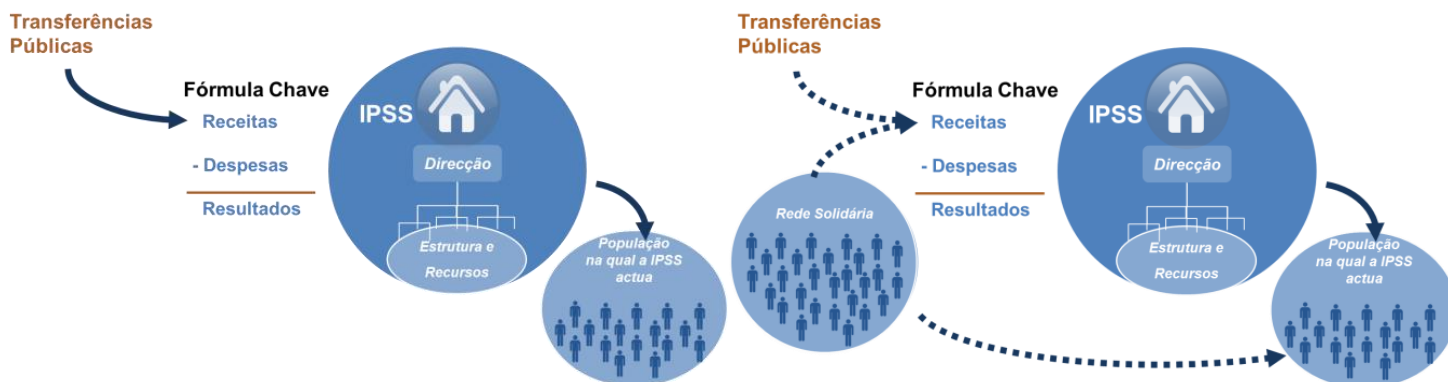 Transferências
Públicas
Fórmula Chave
Receitas
- Despesas
Resultados
IPSS
Direcção
Estrutura e
Recursos
População
na qual a IPSS
actua
Transferências
Públicas
Rede Solidária
Fórmula Chave
Receitas
- Despesas
Resultados
IPSS
Direcção
Estrutura e
Recursos
População
na qual a IPSS
actua